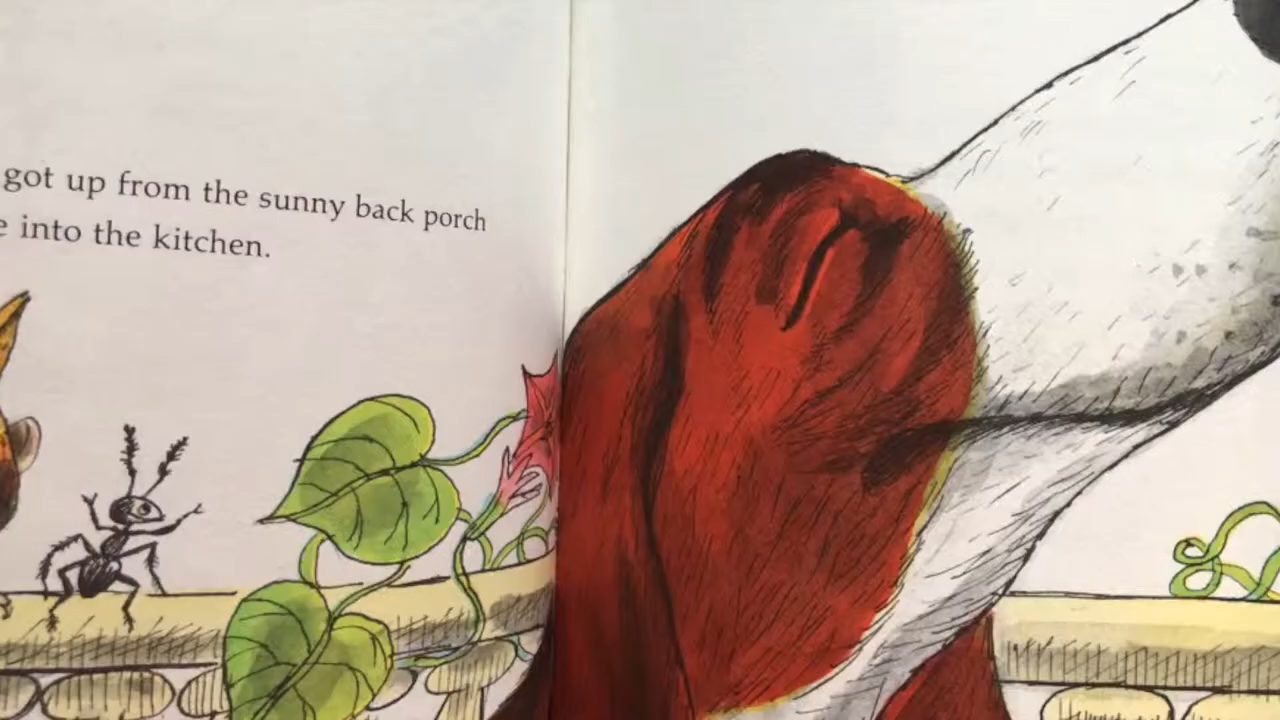 got up from the sunny back porch
into the kitchen.